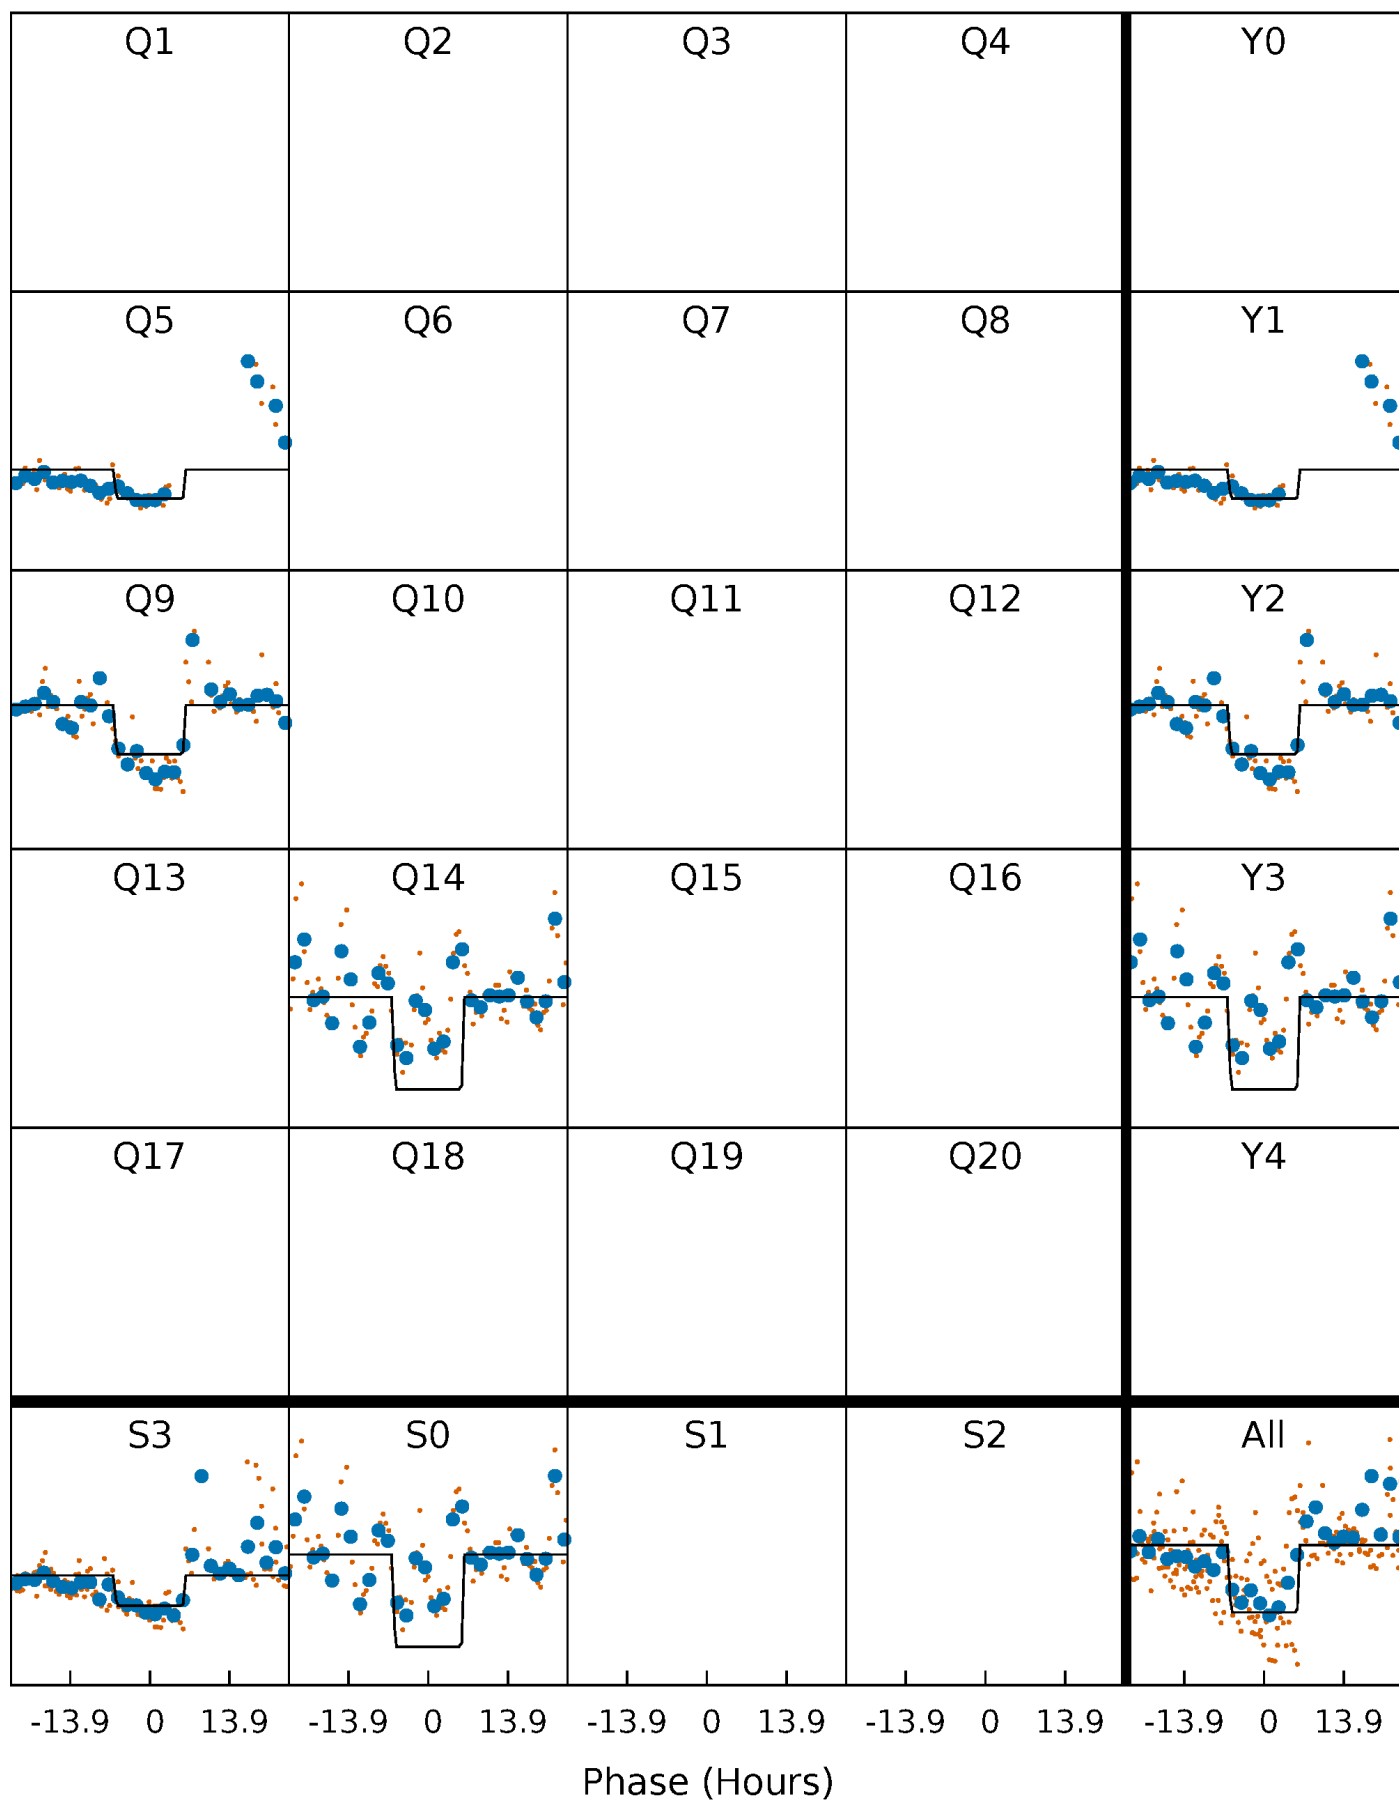 Q1 Q2 Q3 Q4 Y0
Q5 Q6 Q7 Q8 Y1
Q9 Q10 Q11 Q12 Y2
Q13 Q14 Q15 Q16 Y3
Q17 Q18 Q19 Q20 Y4
S3 S0 S1 S2 All
-13.9 0 13.9 -13.9 0 13.9 -13.9 0 13.9 -13.9 0 13.9 -13.9 0 13.9
Phase (Hours)